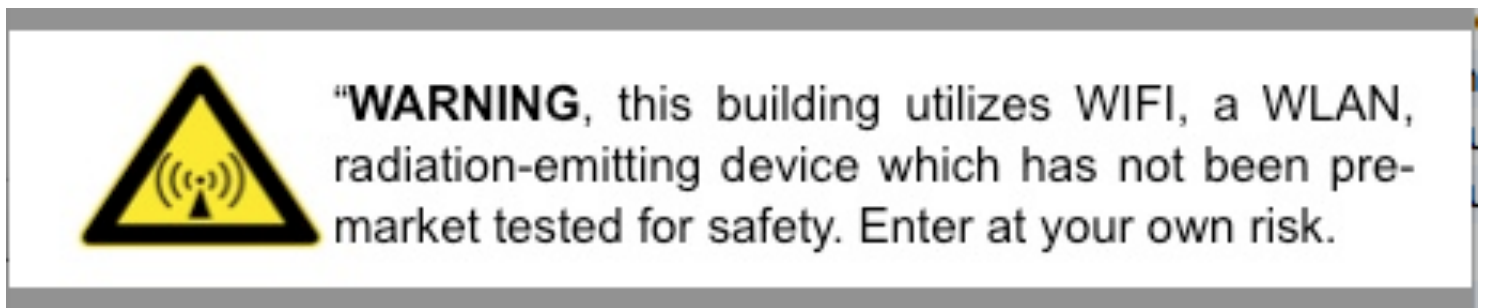 “WARNING, this building utilizes WIFI, a WLAN,
radiation-emitting device which has not been pre-
market tested for safety. Enter at your own risk.